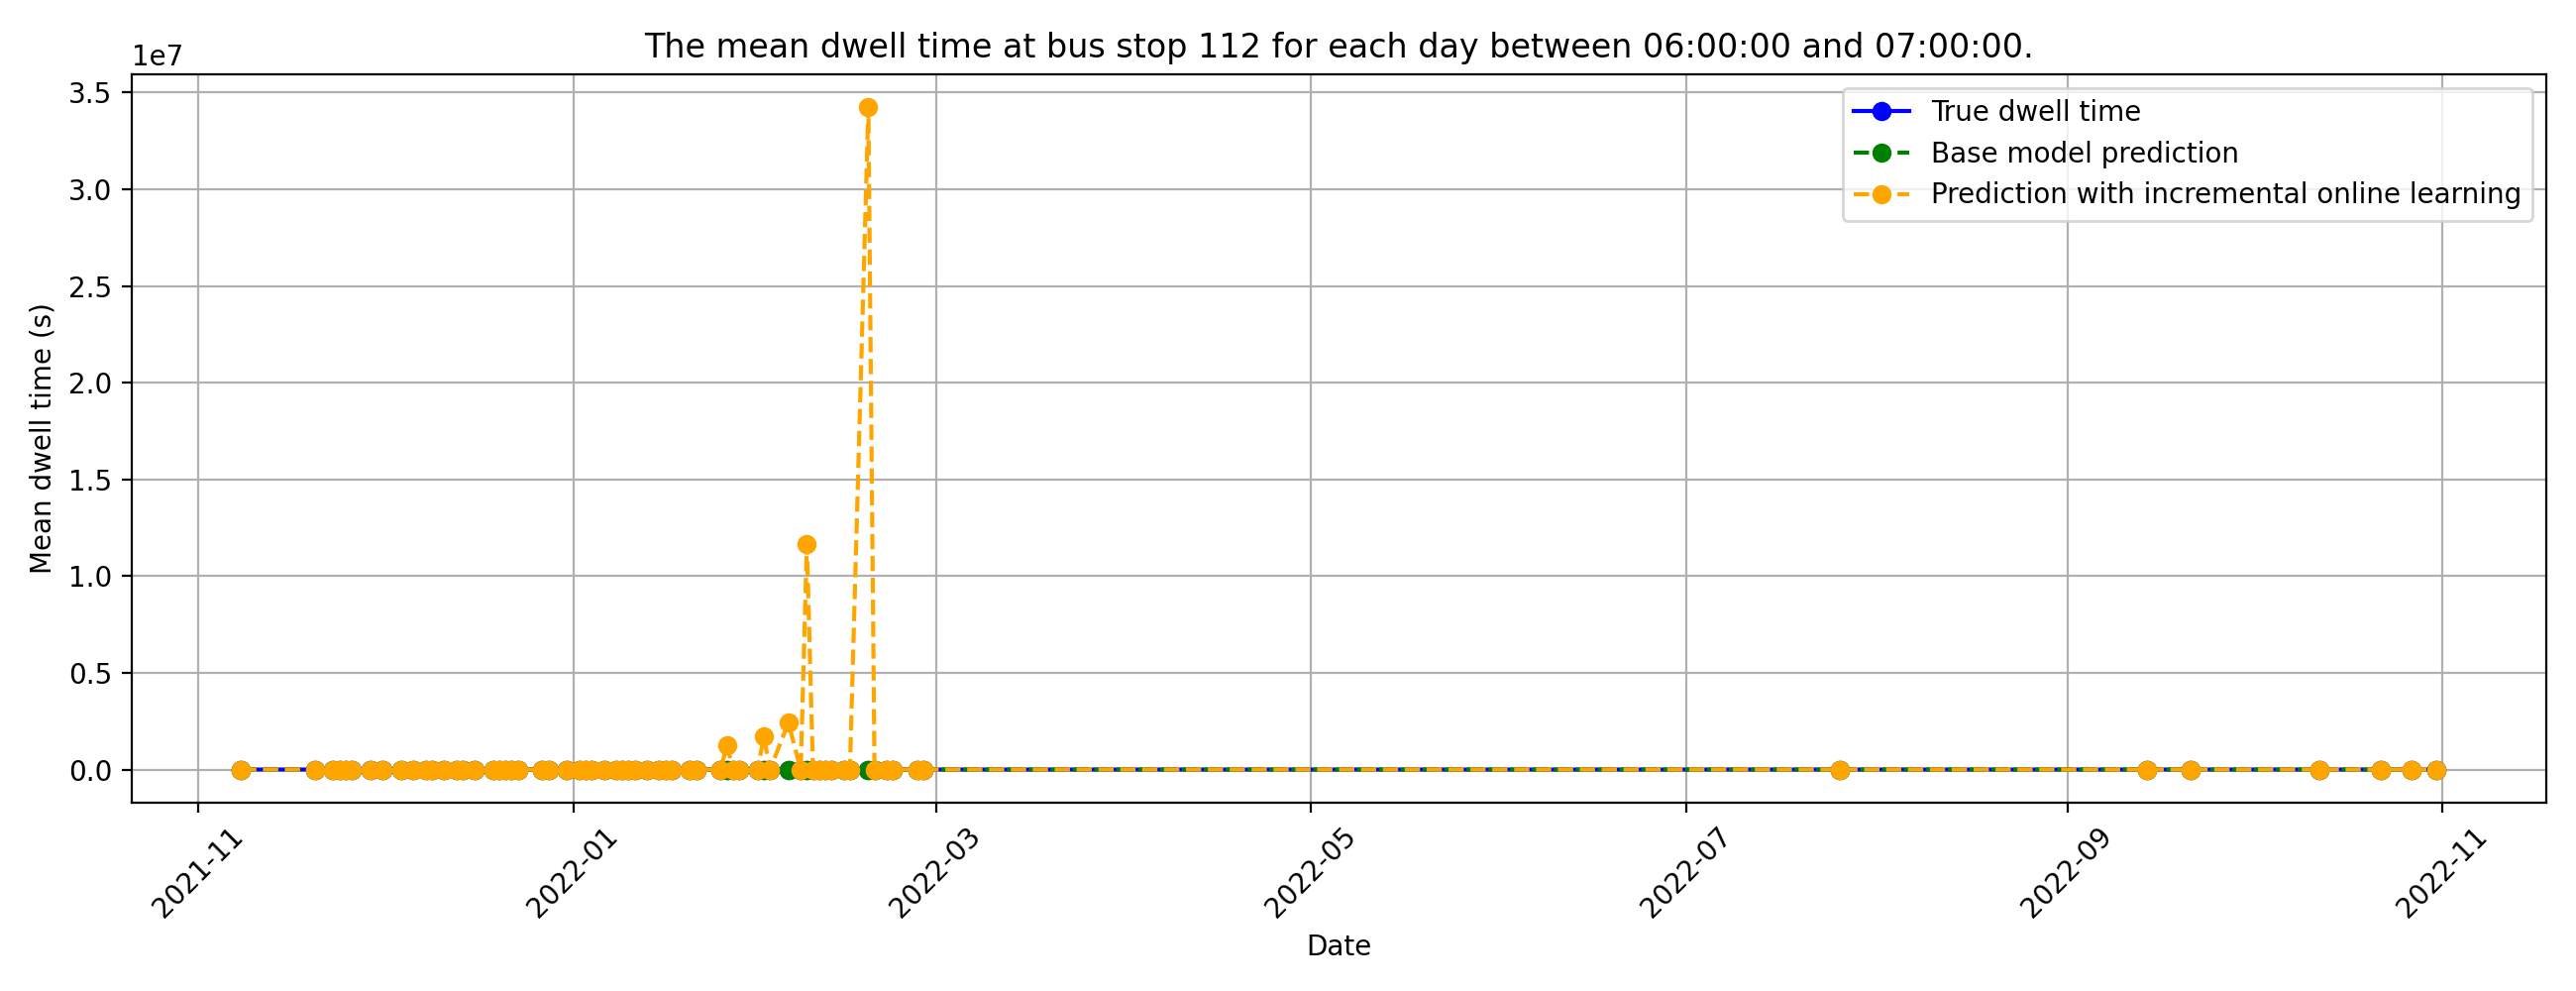 The mean dwell time at bus stop 112 for each day between 06:00:00 and 07:00:00.
1e7
3.5
3.0
2.5
2.0
1.5
1.0
0.5
0.0
Mean dwell time (s)
True dwell time
Base model prediction
Prediction with incremental online learning
2021-11
2022-01
2022-03
2022-05
2022-07
2022-09
2022-11
Date